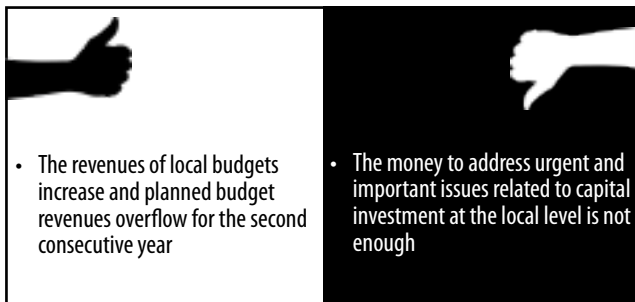 • The revenues of local budgets
increase and planned budget
revenues overflow for the second
consecutive year
• The money to address urgent and
important issues related to capital
investment at the local level is not
enough